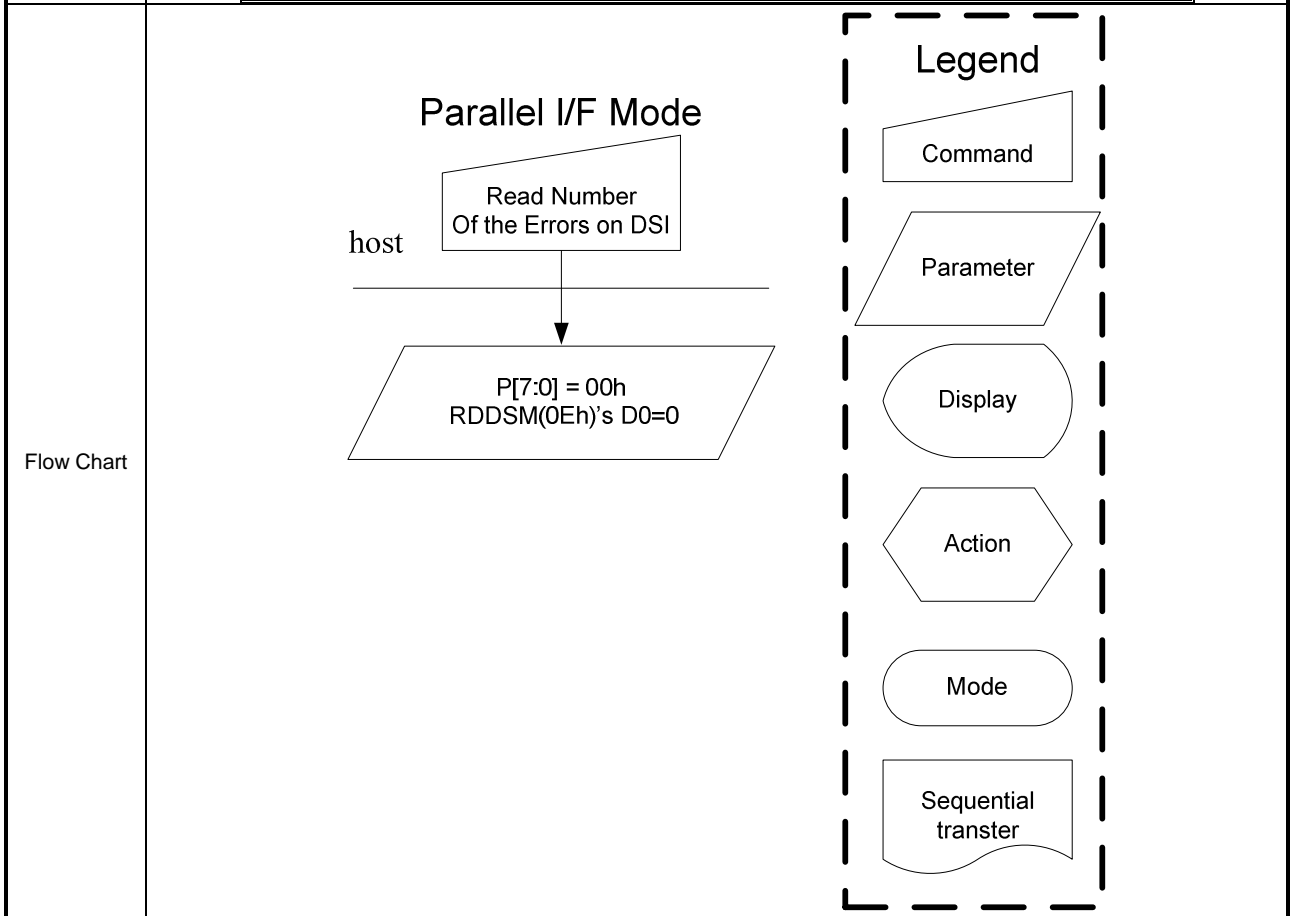 Flow Chart
Parallel I/F Mode
Read Number
Of the Errors on DSI
host
P[7:0] = 00h
RDDSM(0Eh)'s D0=0
Legend
Command
Parameter
Display
Action
Mode
Sequential
transter